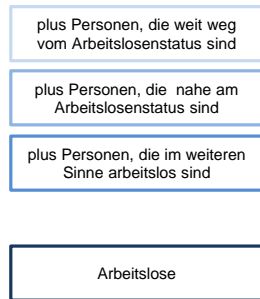 plus Personen, die weit weg
vom Arbeitslosenstatus sind
plus Personen, die nahe am
Arbeitslosenstatus sind
plus Personen, die im weiteren
Sinne arbeitslos sind
Arbeitslose